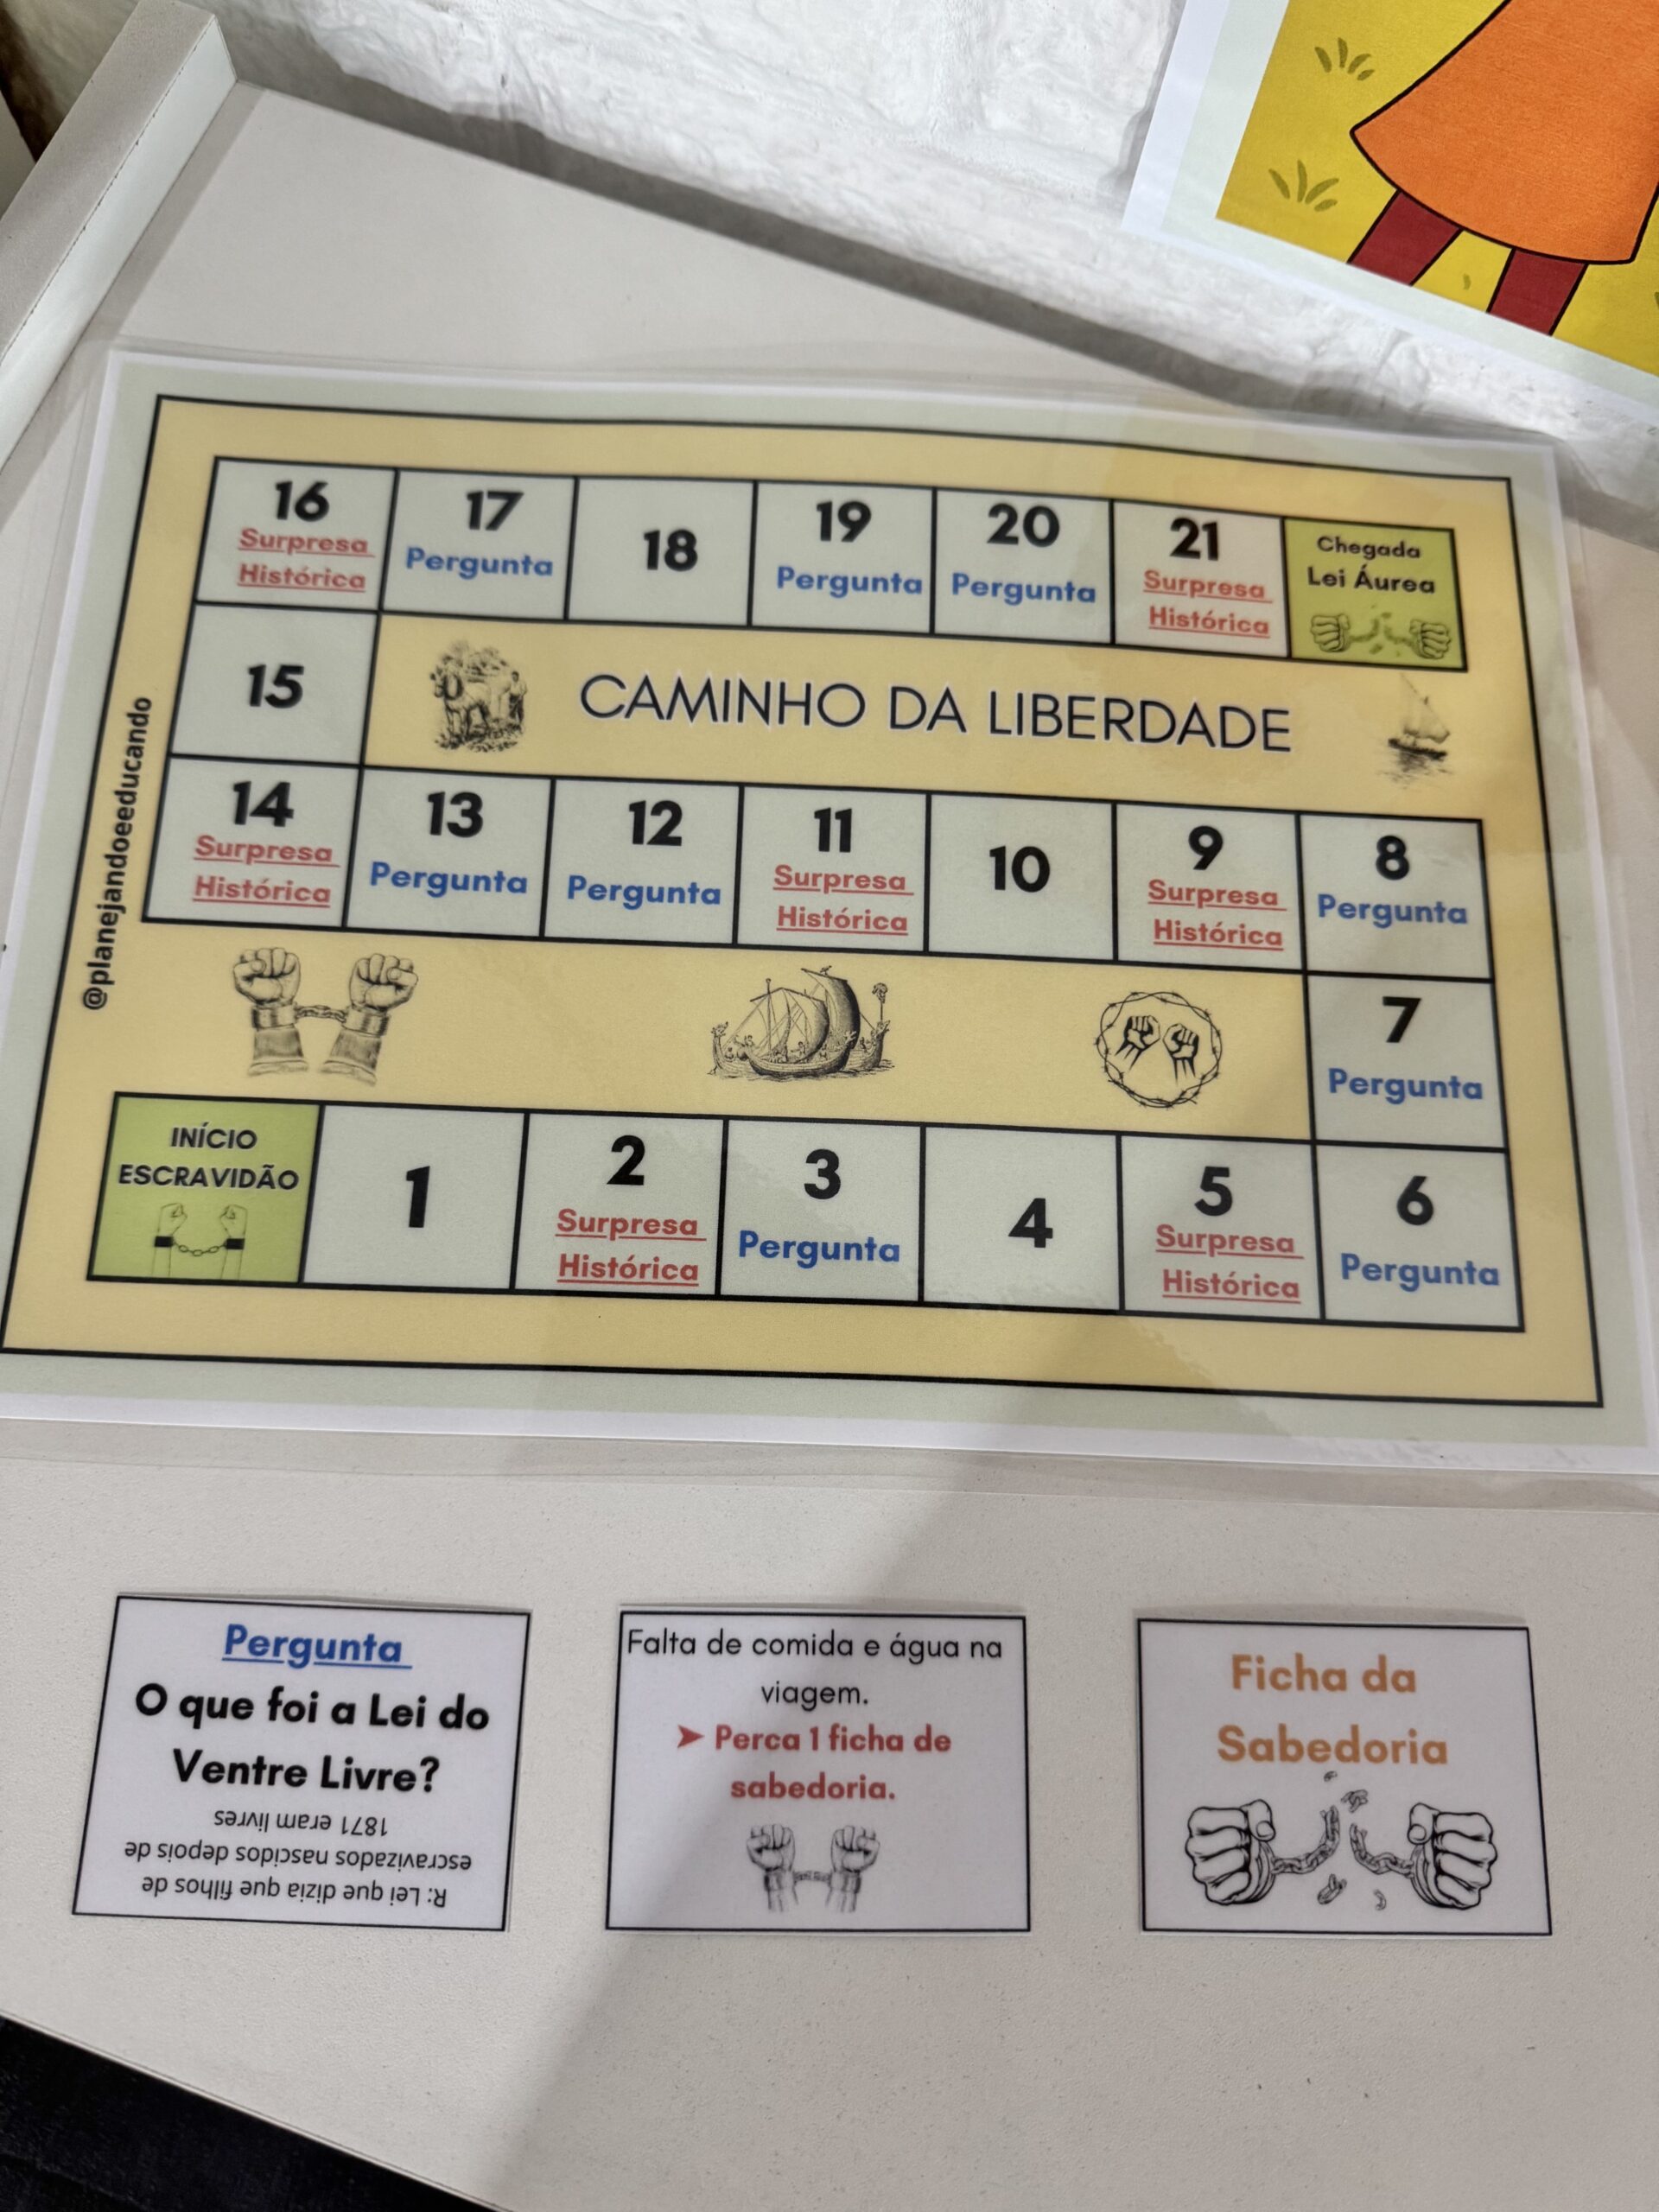 16
Surpresa
Histórica
17
Pergunta
18
19
Pergunta
20
Pergunta
21
Surpresa
Histórica
Chegada
Lei Áurea
15
CAMINHO DA LIBERDADE
14
Surpresa
Histórica
13
Pergunta
12
Pergunta
11
Surpresa
Histórica
10
9
Surpresa
Histórica
8
Pergunta
7
Pergunta
INÍCIO
ESCRAVIDÃO
1
2
Surpresa
Histórica
3
Pergunta
4
5
Surpresa
Histórica
6
Pergunta
@planejandoeeducando
Pergunta
O que foi a Lei do
Ventre Livre?
R: Lei que dizia que filhos de
escravizados nascidos depois de
1871 eram livres
Falta de comida e água na
viagem.
➤ Perca 1 ficha de
sabedoria.
Ficha da
Sabedoria